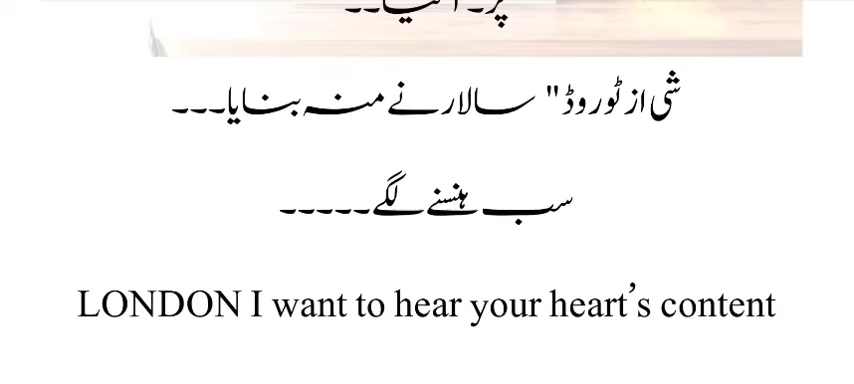 شی از ٹو روڈ" سالار نے منہ بنایا۔۔۔
سب ہنسنے لگے۔۔۔۔۔
LONDON I want to hear your heart’s content